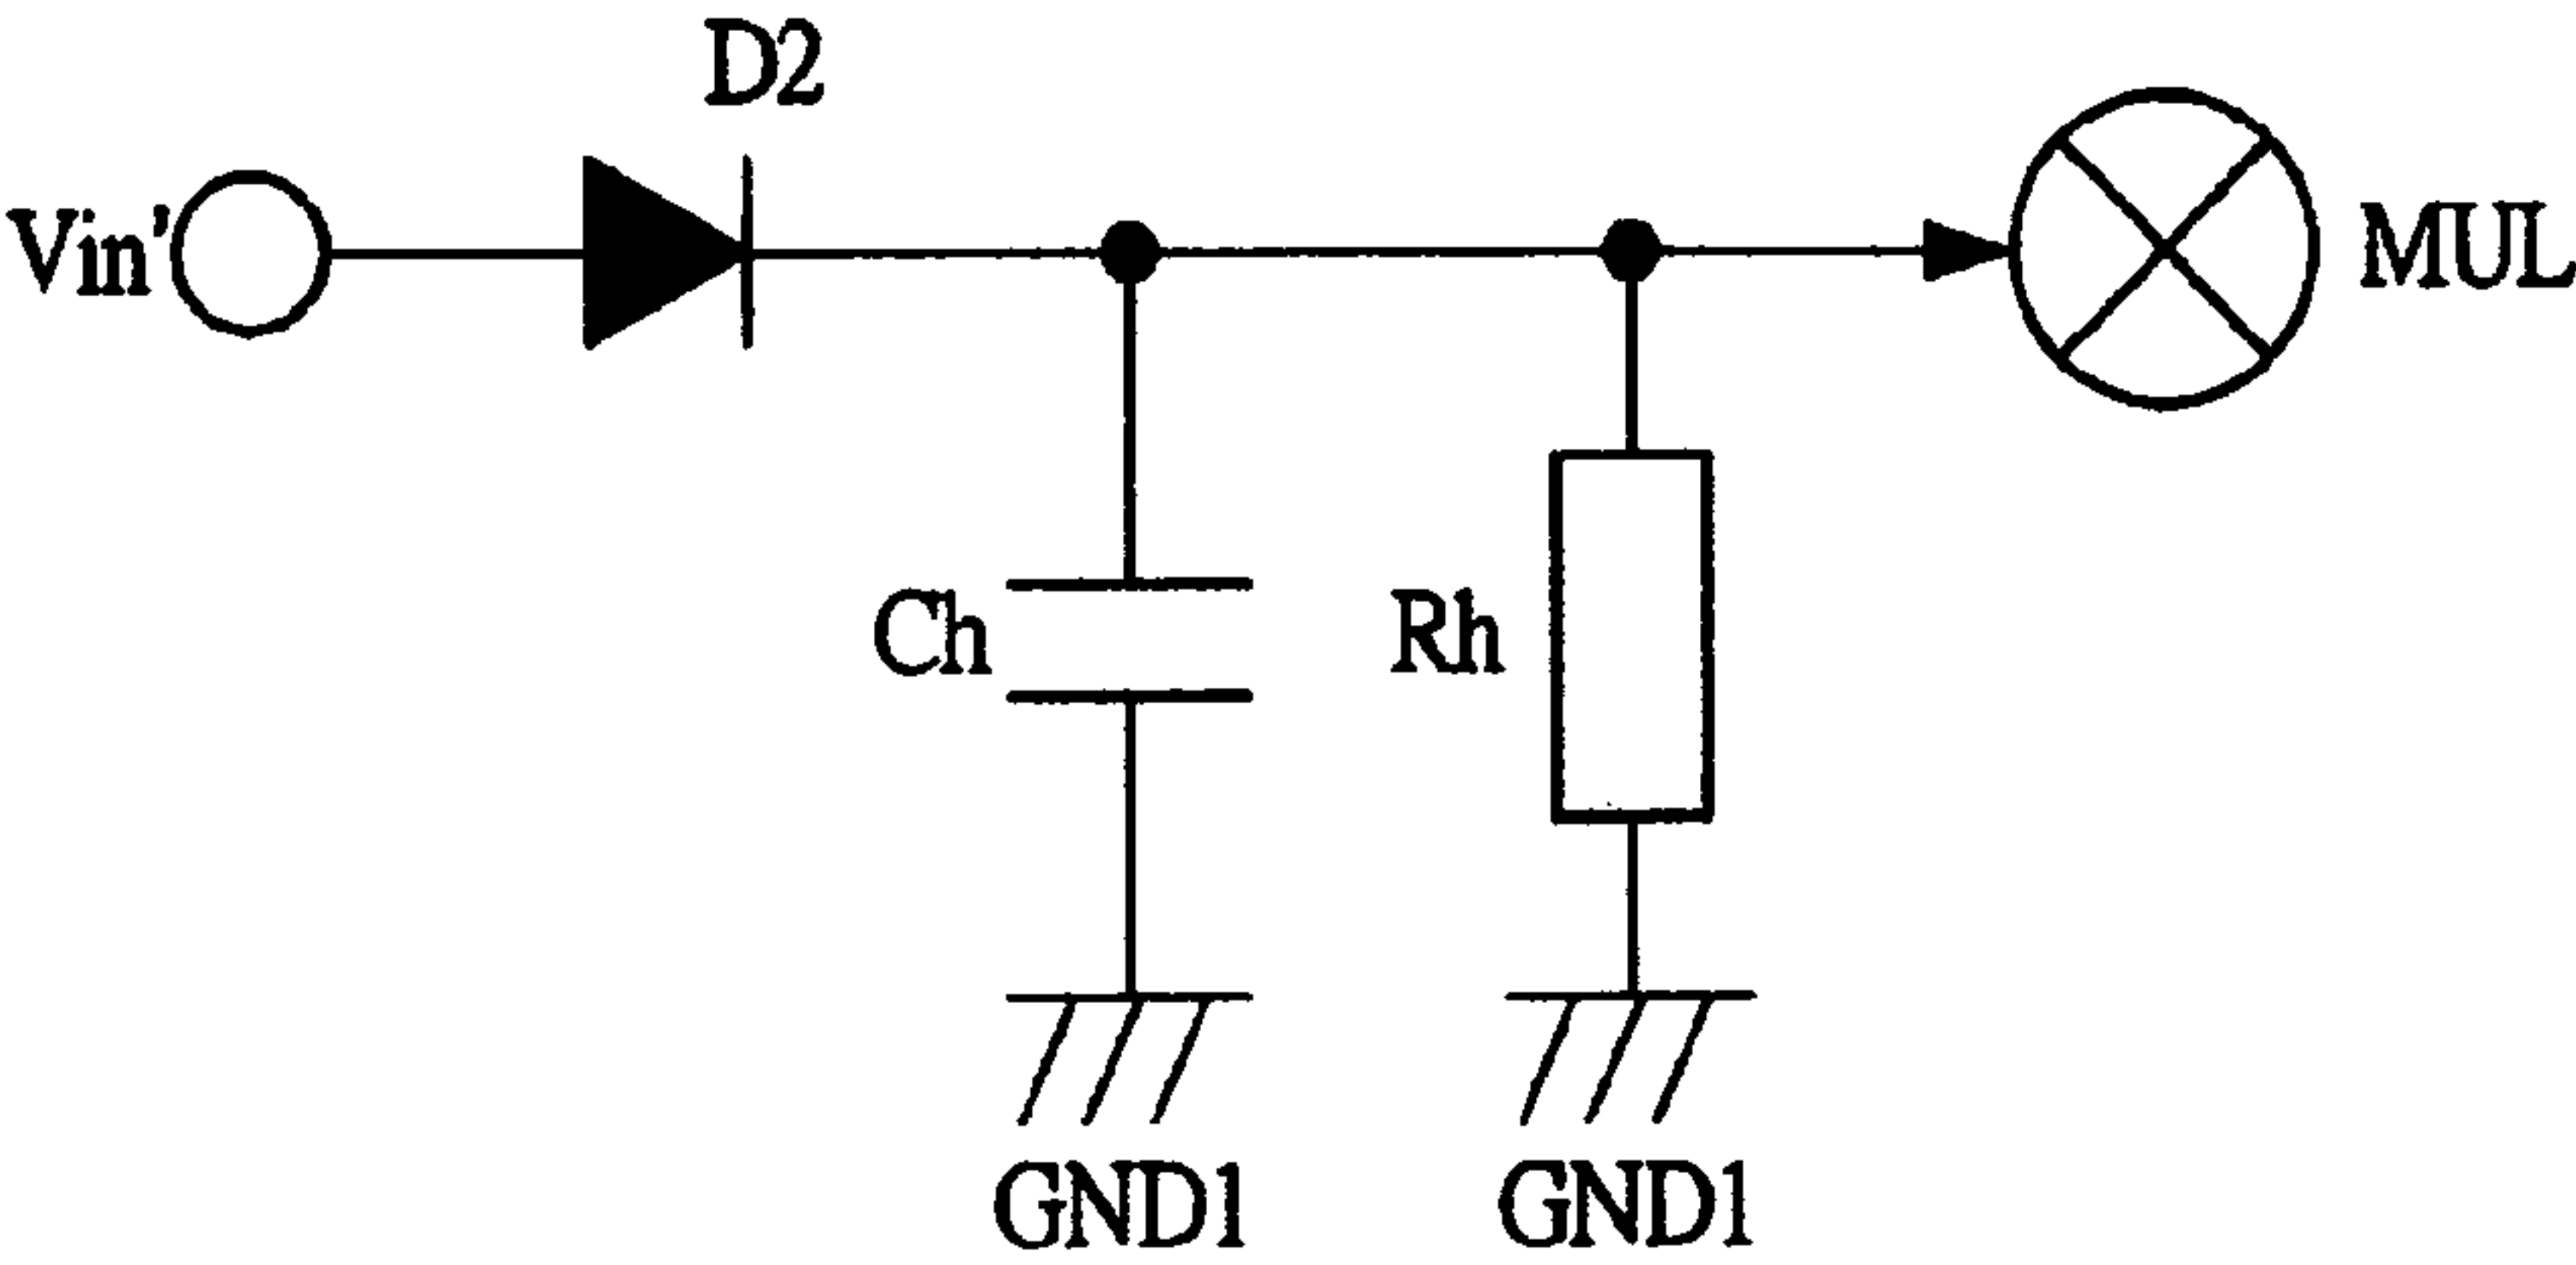 D2
Vin'
MUL
Ch
Rh
GND1
GND1